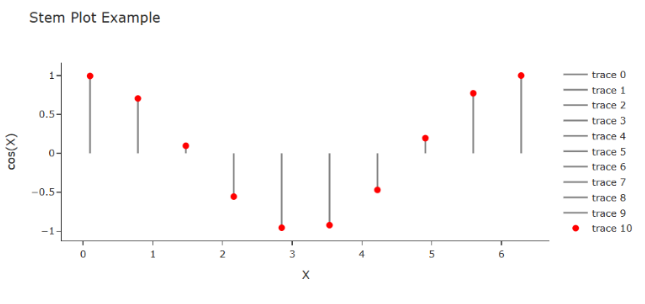 Stem Plot Example
cos(X)
1
0.5
0
−0.5
−1
0 1 2 3 4 5 6
X
trace 0
trace 1
trace 2
trace 3
trace 4
trace 5
trace 6
trace 7
trace 8
trace 9
trace 10